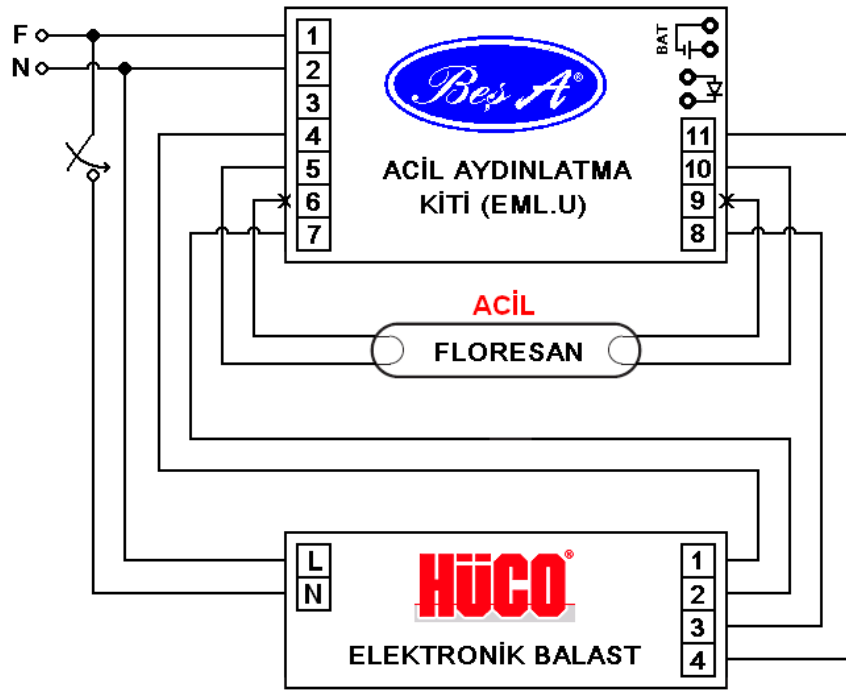 F
N
1
2
3
4
5
6
7
Beş A®
ACİL AYDINLATMA
KİTİ (EML.U)
BAT
11
10
9
8
ACİL
FLORESAN
L
N
HÜCO®
ELEKTRONİK BALAST
1
2
3
4